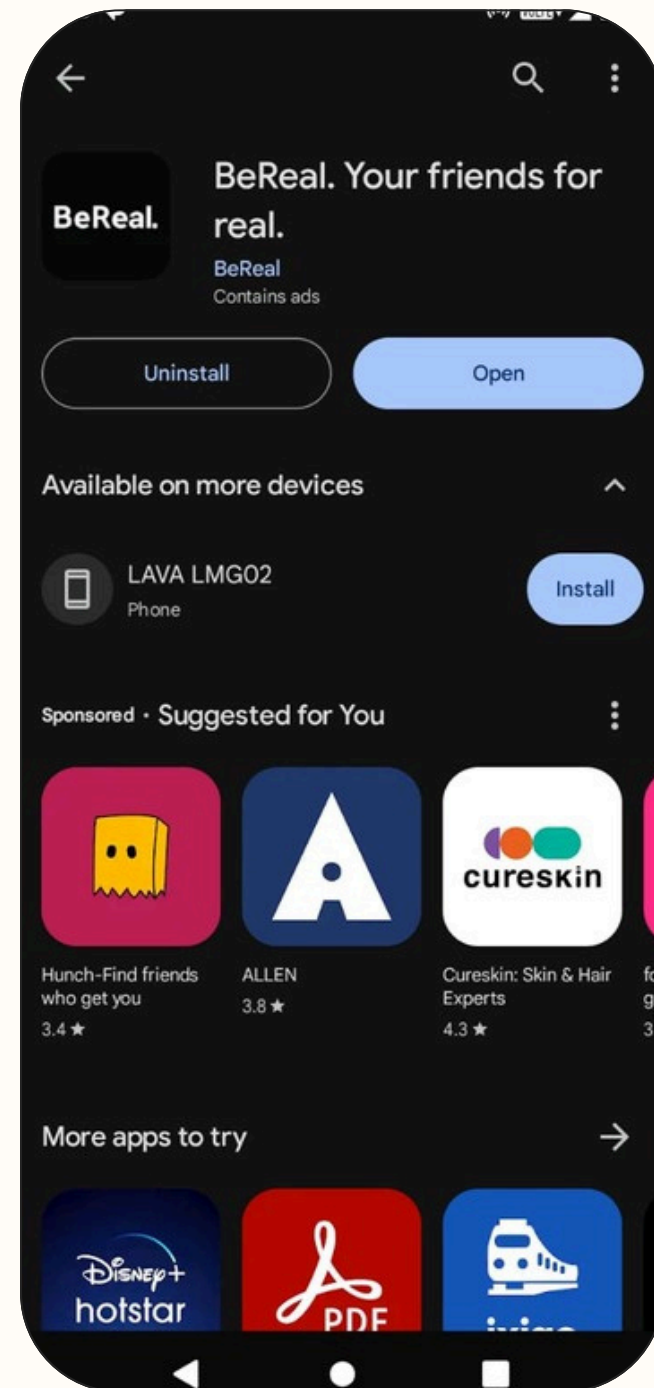 BeReal.
BeReal. Your friends for
real.
BeReal
Contains ads
Uninstall
Open
Available on more devices
LAVA LMG02
Phone
Install
Sponsored · Suggested for You
cureskin
Hunch-Find friends
who get you
3.4 ★
ALLEN
3.8 ★
Cureskin: Skin & Hair
Experts
4.3 ★
More apps to try
Disney+
hotstar
PDF